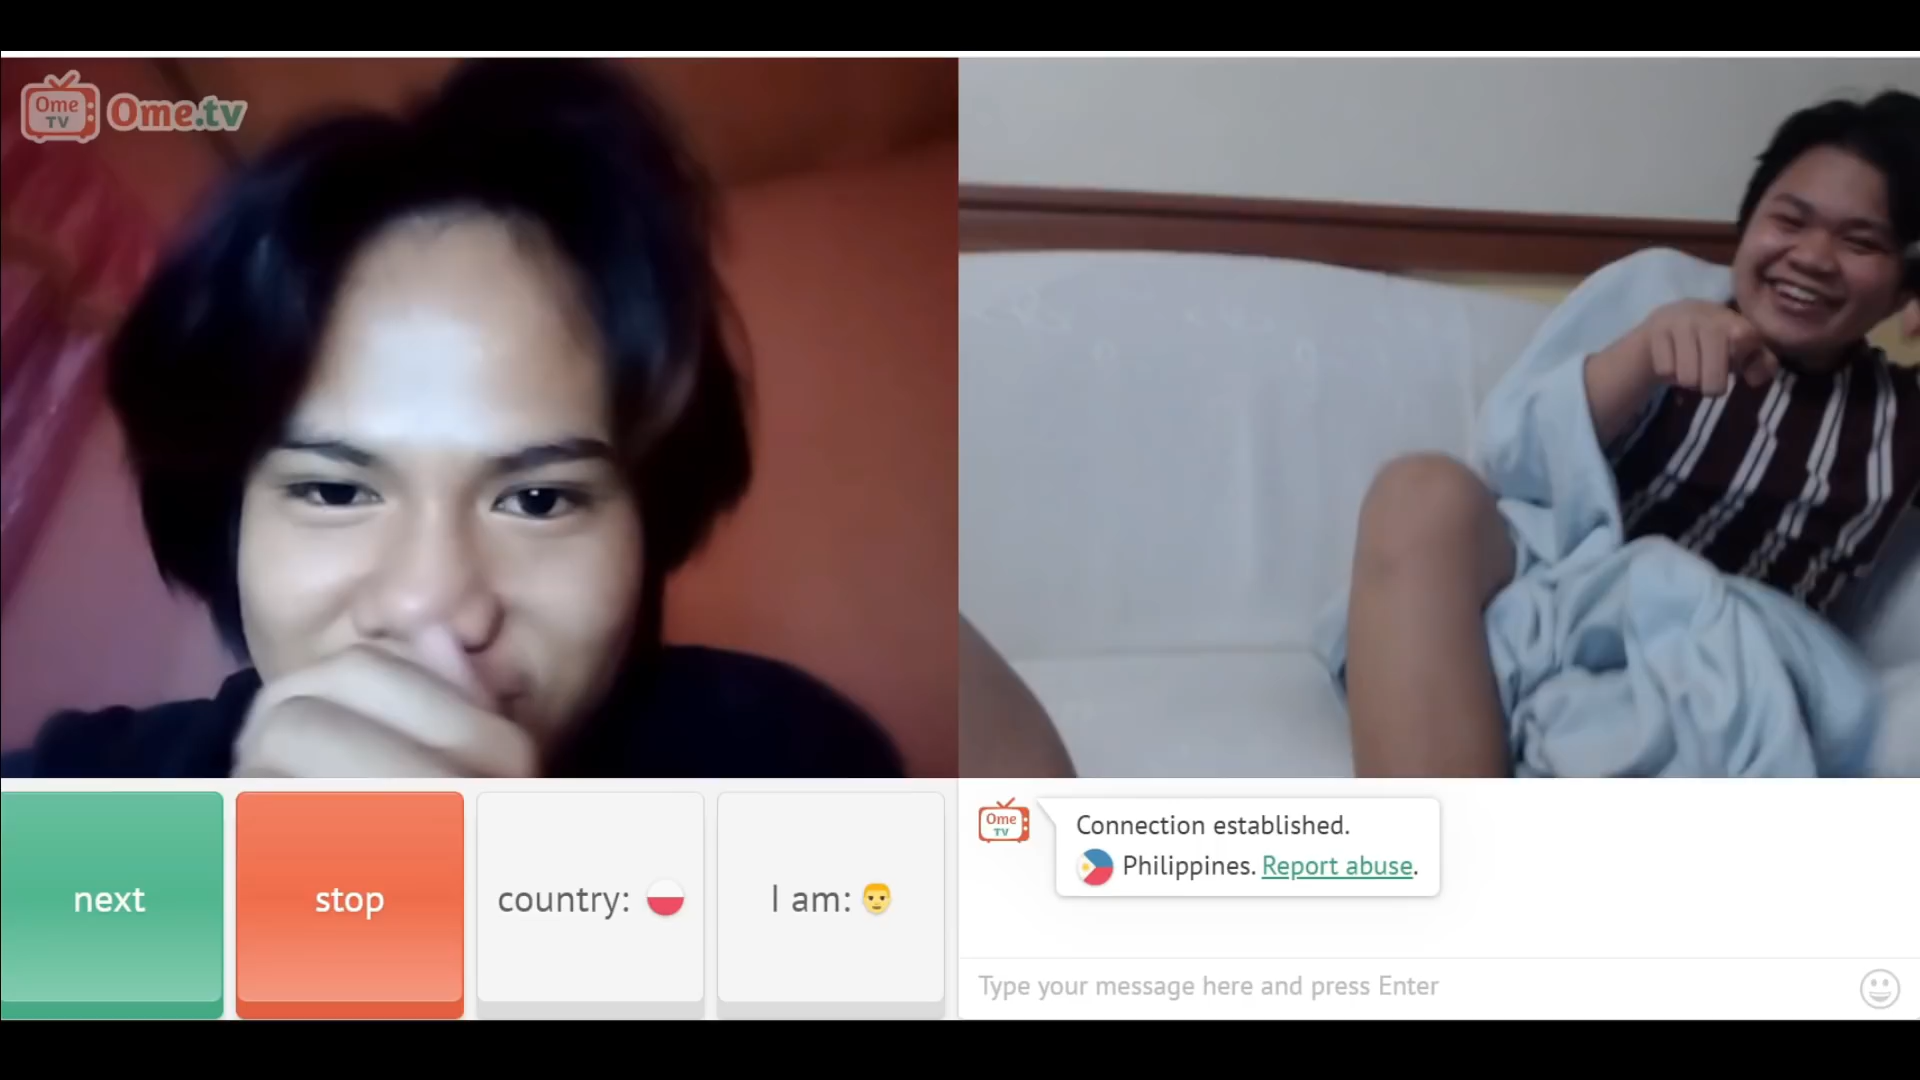 Ome TV Ome.tv
next
stop
country:
I am:
Ome TV
Connection established.
Philippines. Report abuse.
Type your message here and press Enter